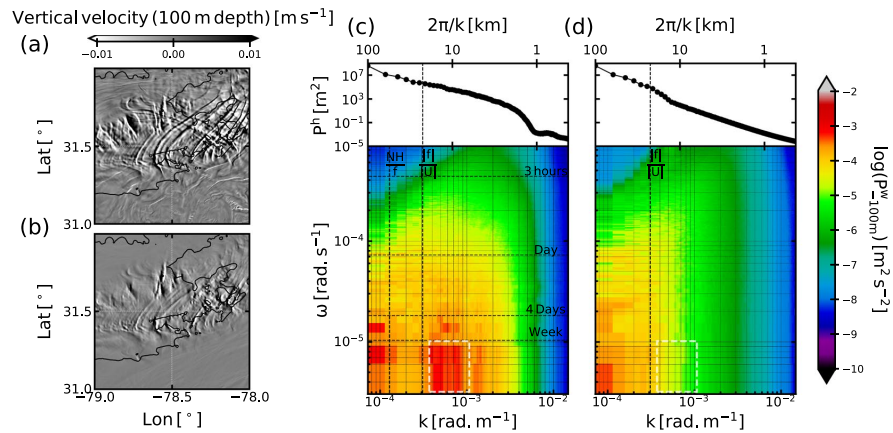 Vertical velocity (100 m depth) [m s⁻¹]
−0.01 0.00 0.01
(a)
Lat [°]
31.5
31.0
(b)
Lat [°]
31.5
31.0
−79.0 −78.5 −78.0
Lon [°]
(c)
2π/k [km]
100 10 1
Pʰ [m²]
10⁷
10³
10⁻¹
10⁻⁵
NH/f
|f|/|U|
3 hours
Day
4 Days
Week
ω [rad. s⁻¹]
10⁻⁴
10⁻⁵
10⁻⁴ 10⁻³ 10⁻²
k [rad. m⁻¹]
(d)
2π/k [km]
100 10 1
|f|/|U|
10⁻⁴ 10⁻³ 10⁻²
k [rad. m⁻¹]
−2
−3
−4
−5
−6
−7
−8
−9
−10
log(Pʷ₋₁₀₀ₘ) [m² s⁻²]